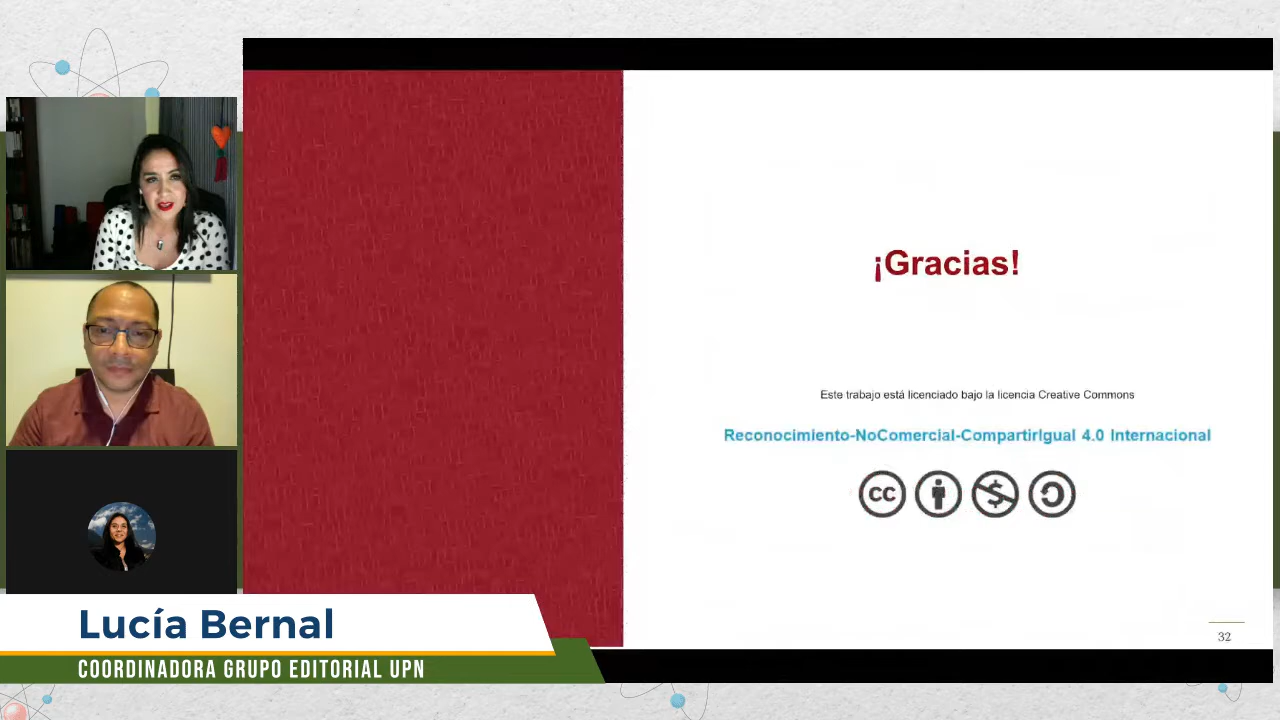 ¡Gracias!
Este trabajo está licenciado bajo la licencia Creative Commons
Reconocimiento-NoComercial-CompartirIgual 4.0 Internacional
cc
32
Lucía Bernal
COORDINADORA GRUPO EDITORIAL UPN